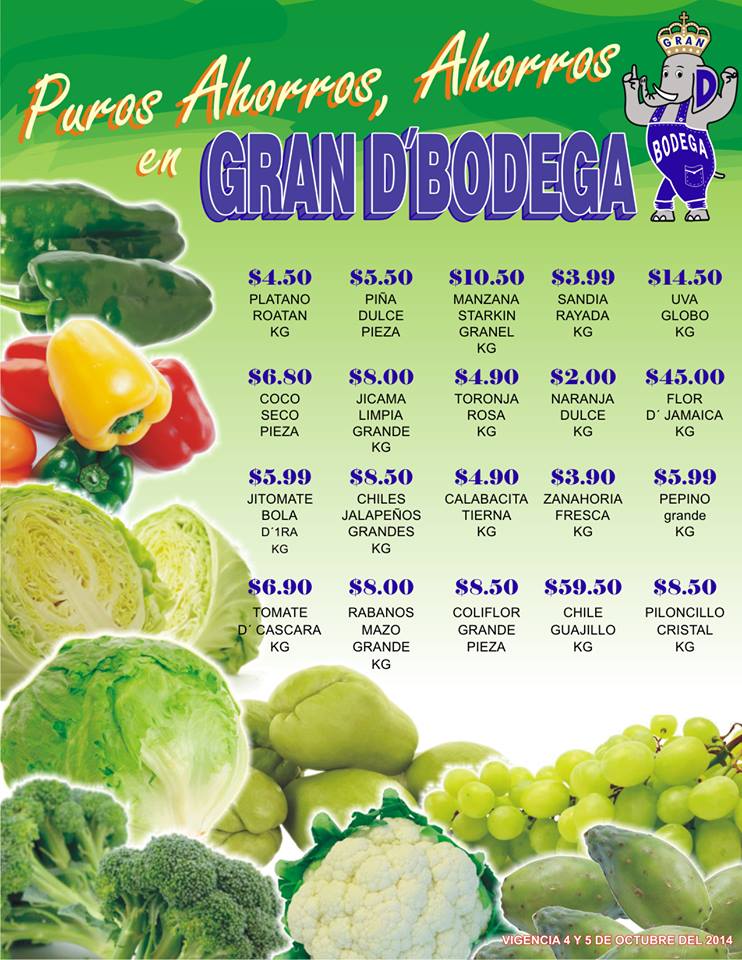 Puros Ahorros, Ahorros
en GRAN D´BODEGA
GRAN
D
BODEGA
$4.50
PLATANO
ROATAN
KG
$5.50
PIÑA
DULCE
PIEZA
$10.50
MANZANA
STARKIN
GRANEL
KG
$3.99
SANDIA
RAYADA
KG
$14.50
UVA
GLOBO
KG
$6.80
COCO
SECO
PIEZA
$8.00
JICAMA
LIMPIA
GRANDE
KG
$4.90
TORONJA
ROSA
KG
$2.00
NARANJA
DULCE
KG
$45.00
FLOR
D´ JAMAICA
KG
$5.99
JITOMATE
BOLA
D´1RA
KG
$8.50
CHILES
JALAPEÑOS
GRANDES
KG
$4.90
CALABACITA
TIERNA
KG
$3.90
ZANAHORIA
FRESCA
KG
$5.99
PEPINO
grande
KG
$6.90
TOMATE
D´ CASCARA
KG
$8.00
RABANOS
MAZO
GRANDE
KG
$8.50
COLIFLOR
GRANDE
PIEZA
$59.50
CHILE
GUAJILLO
KG
$8.50
PILONCILLO
CRISTAL
KG
VIGENCIA 4 Y 5 DE OCTUBRE DEL 2014